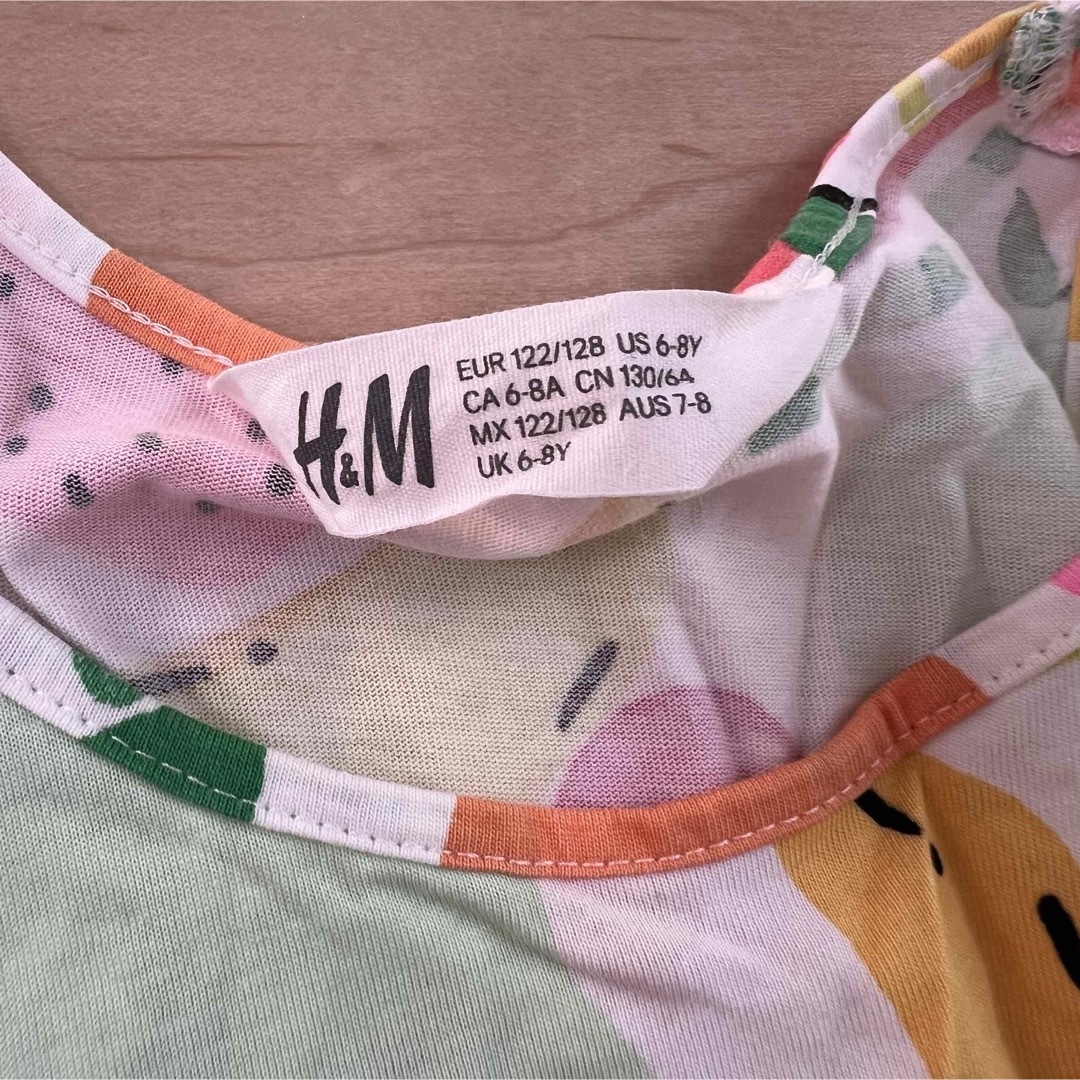 H&M
EUR 122/128 US 6-8Y
CA 6-8A CN 130/6A
MX 122/128 AUS 7-8
UK 6-8Y